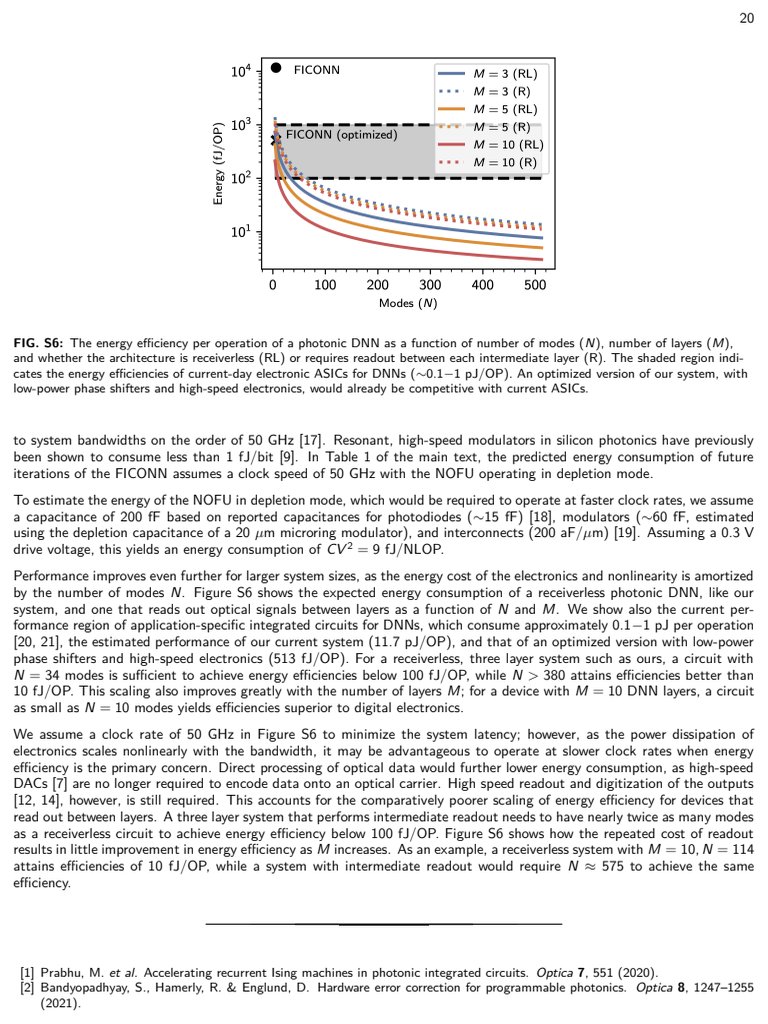 20
10^4
10^3
10^2
10^1
Energy (fJ/OP)
FICONN
FICONN (optimized)
M = 3 (RL)
M = 3 (R)
M = 5 (RL)
M = 5 (R)
M = 10 (RL)
M = 10 (R)
0 100 200 300 400 500
Modes (N)
FIG. S6: The energy efficiency per operation of a photonic DNN as a function of number of modes (N), number of layers (M),
and whether the architecture is receiverless (RL) or requires readout between each intermediate layer (R). The shaded region indi-
cates the energy efficiencies of current-day electronic ASICs for DNNs (∼0.1−1 pJ/OP). An optimized version of our system, with
low-power phase shifters and high-speed electronics, would already be competitive with current ASICs.
to system bandwidths on the order of 50 GHz [17]. Resonant, high-speed modulators in silicon photonics have previously
been shown to consume less than 1 fJ/bit [9]. In Table 1 of the main text, the predicted energy consumption of future
iterations of the FICONN assumes a clock speed of 50 GHz with the NOFU operating in depletion mode.
To estimate the energy of the NOFU in depletion mode, which would be required to operate at faster clock rates, we assume
a capacitance of 200 fF based on reported capacitances for photodiodes (∼15 fF) [18], modulators (∼60 fF, estimated
using the depletion capacitance of a 20 μm microring modulator), and interconnects (200 aF/μm) [19]. Assuming a 0.3 V
drive voltage, this yields an energy consumption of CV² = 9 fJ/NLOP.
Performance improves even further for larger system sizes, as the energy cost of the electronics and nonlinearity is amortized
by the number of modes N. Figure S6 shows the expected energy consumption of a receiverless photonic DNN, like our
system, and one that reads out optical signals between layers as a function of N and M. We show also the current per-
formance region of application-specific integrated circuits for DNNs, which consume approximately 0.1−1 pJ per operation
[20, 21], the estimated performance of our current system (11.7 pJ/OP), and that of an optimized version with low-power
phase shifters and high-speed electronics (513 fJ/OP). For a receiverless, three layer system such as ours, a circuit with
N = 34 modes is sufficient to achieve energy efficiencies below 100 fJ/OP, while N > 380 attains efficiencies better than
10 fJ/OP. This scaling also improves greatly with the number of layers M; for a device with M = 10 DNN layers, a circuit
as small as N = 10 modes yields efficiencies superior to digital electronics.
We assume a clock rate of 50 GHz in Figure S6 to minimize the system latency; however, as the power dissipation of
electronics scales nonlinearly with the bandwidth, it may be advantageous to operate at slower clock rates when energy
efficiency is the primary concern. Direct processing of optical data would further lower energy consumption, as high-speed
DACs [7] are no longer required to encode data onto an optical carrier. High speed readout and digitization of the outputs
[12, 14], however, is still required. This accounts for the comparatively poorer scaling of energy efficiency for devices that
read out between layers. A three layer system that performs intermediate readout needs to have nearly twice as many modes
as a receiverless circuit to achieve energy efficiency below 100 fJ/OP. Figure S6 shows how the repeated cost of readout
results in little improvement in energy efficiency as M increases. As an example, a receiverless system with M = 10, N = 114
attains efficiencies of 10 fJ/OP, while a system with intermediate readout would require N ≈ 575 to achieve the same
efficiency.
[1] Prabhu, M. et al. Accelerating recurrent Ising machines in photonic integrated circuits. Optica 7, 551 (2020).
[2] Bandyopadhyay, S., Hamerly, R. & Englund, D. Hardware error correction for programmable photonics. Optica 8, 1247–1255
(2021).